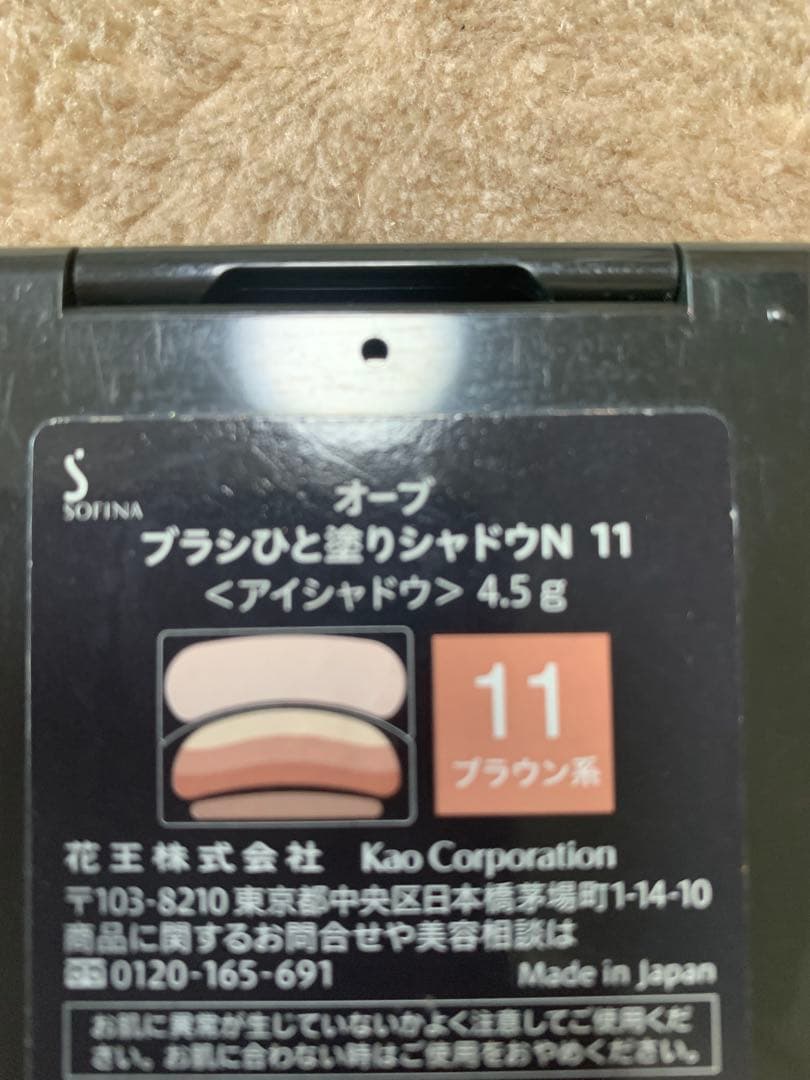 S
SOFINA
オーブ
ブラシひと塗りシャドウN 11
<アイシャドウ> 4.5g
11
ブラウン系
花王株式会社 Kao Corporation
〒103-8210 東京都中央区日本橋茅場町1-14-10
商品に関するお問合せや美容相談は
0120-165-691 Made in Japan
お肌に異常が生じていないかよく注意してご使用くだ
さい。お肌に合わない時はご使用をおやめください。